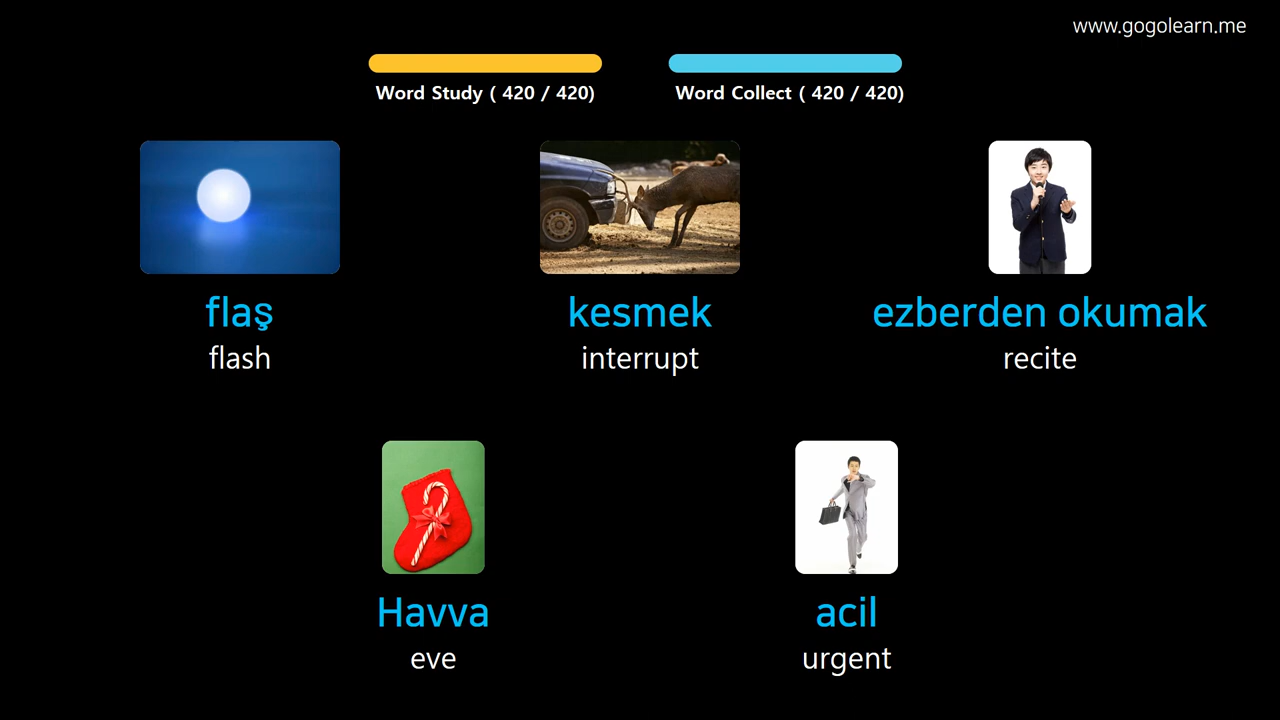 www.gogolearn.me
Word Study ( 420 / 420)
Word Collect ( 420 / 420)
flaş
flash
kesmek
interrupt
ezberden okumak
recite
Havva
eve
acil
urgent